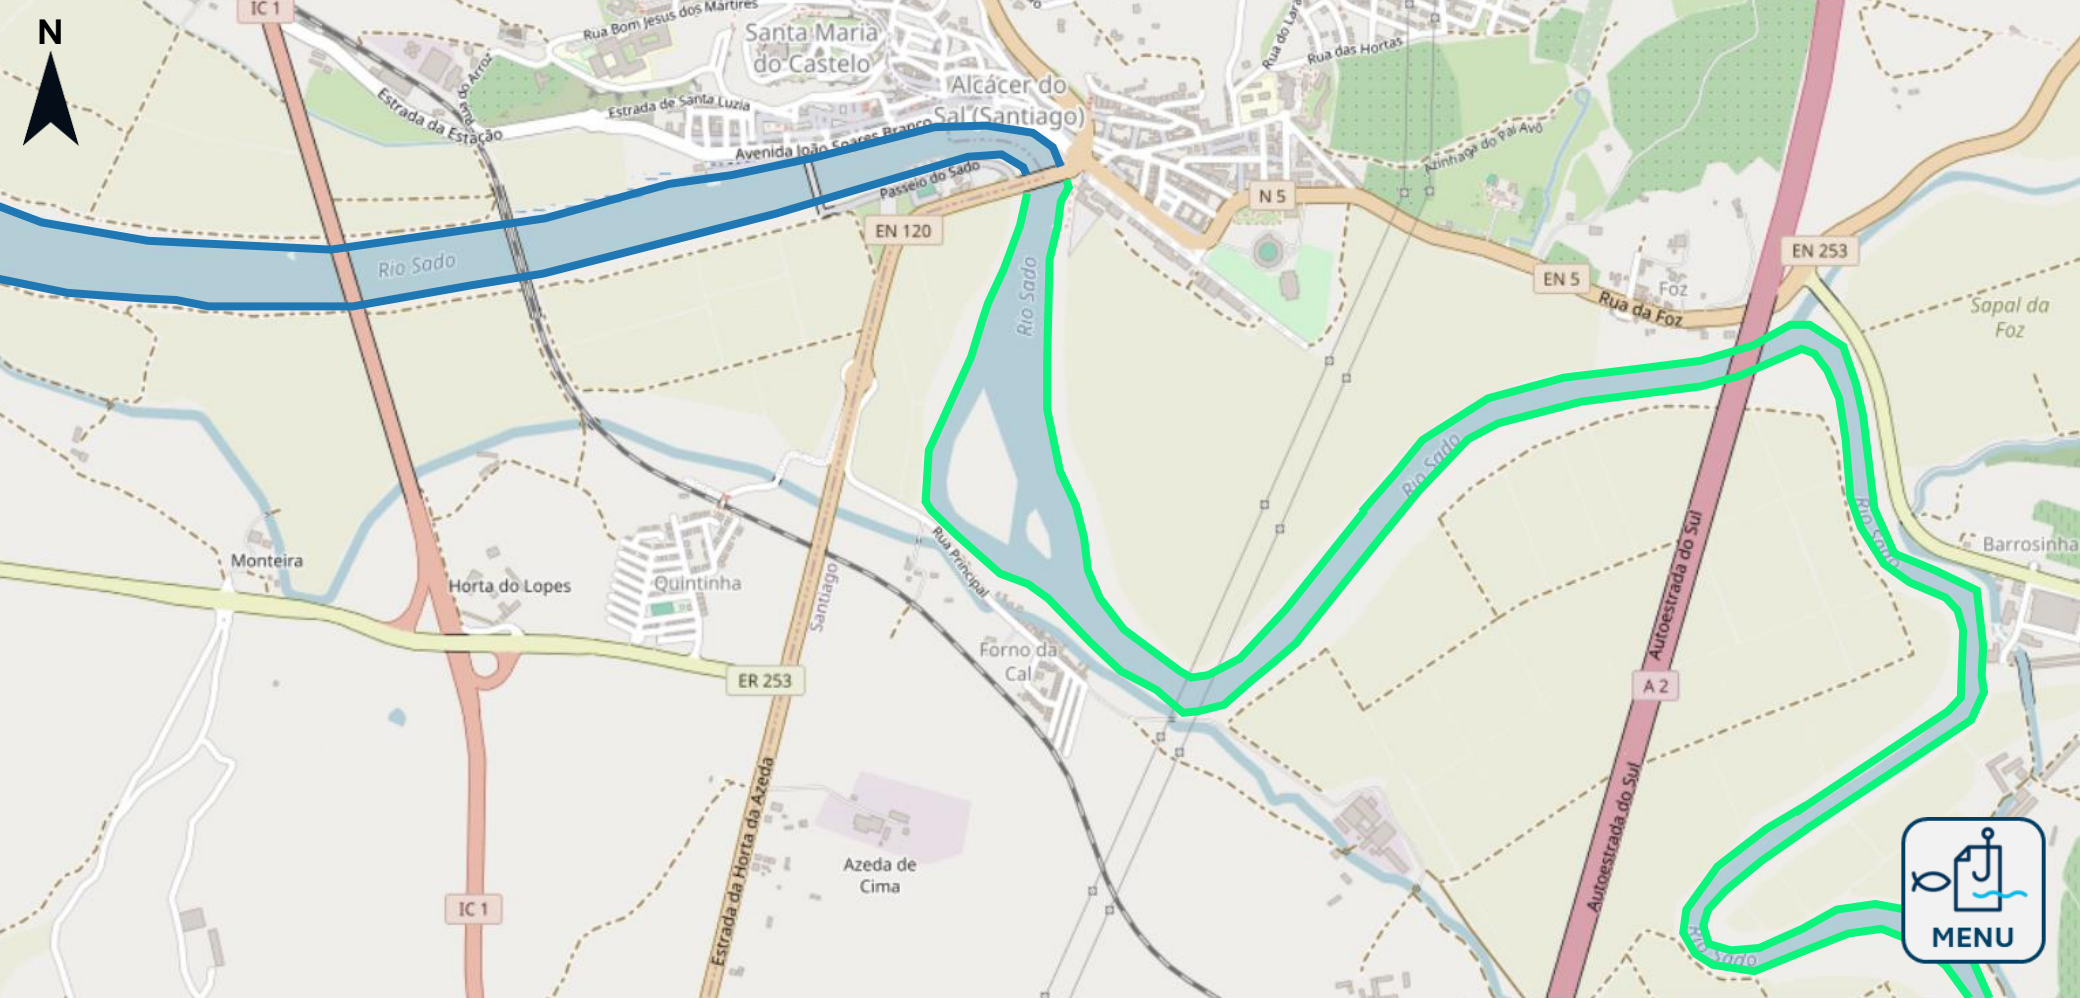 IC 1
N
Rua Bom Jesus dos Mártires
Santa Maria
do Castelo
Rua do Lara
Rua das Hortas
Rua do Arroz
Estrada da Estação
Estrada de Santa Luzia
Alcácer do
Sal (Santiago)
Avenida João Soares Branco
Azinhaga do Pai Avô
Passeio do Sado
N 5
EN 120
EN 253
Rio Sado
Rio Sado
EN 5
Rua da Foz
Foz
Sapal da
Foz
Rio Sado
Rio Sado
Monteira
Horta do Lopes
Quintinha
Santiago
Rua Principal
Autoestrada do Sul
Barrosinha
Forno da
Cal
ER 253
A 2
Estrada da Horta da Azeda
Autoestrada do Sul
Azeda de
Cima
IC 1
Rio Sado
MENU